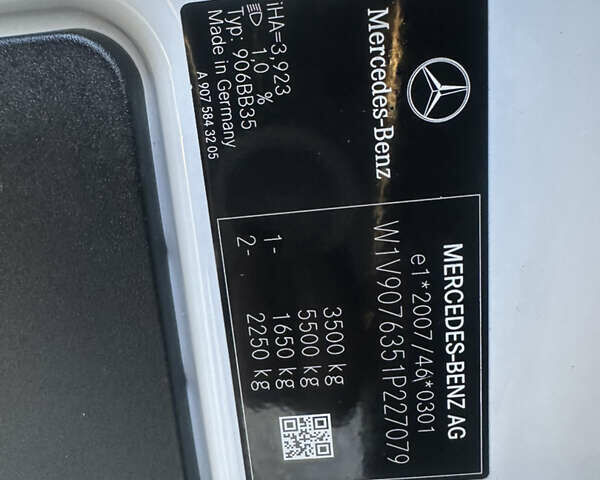 Mercedes-Benz
iHA=3,923
1,0 %
Typ: 906BB35
Made in Germany
A 907 584 32 05
MERCEDES-BENZ AG
e1*2007/46*0301
W1V9076351P227079
3500 kg
5500 kg
1- 1650 kg
2- 2250 kg